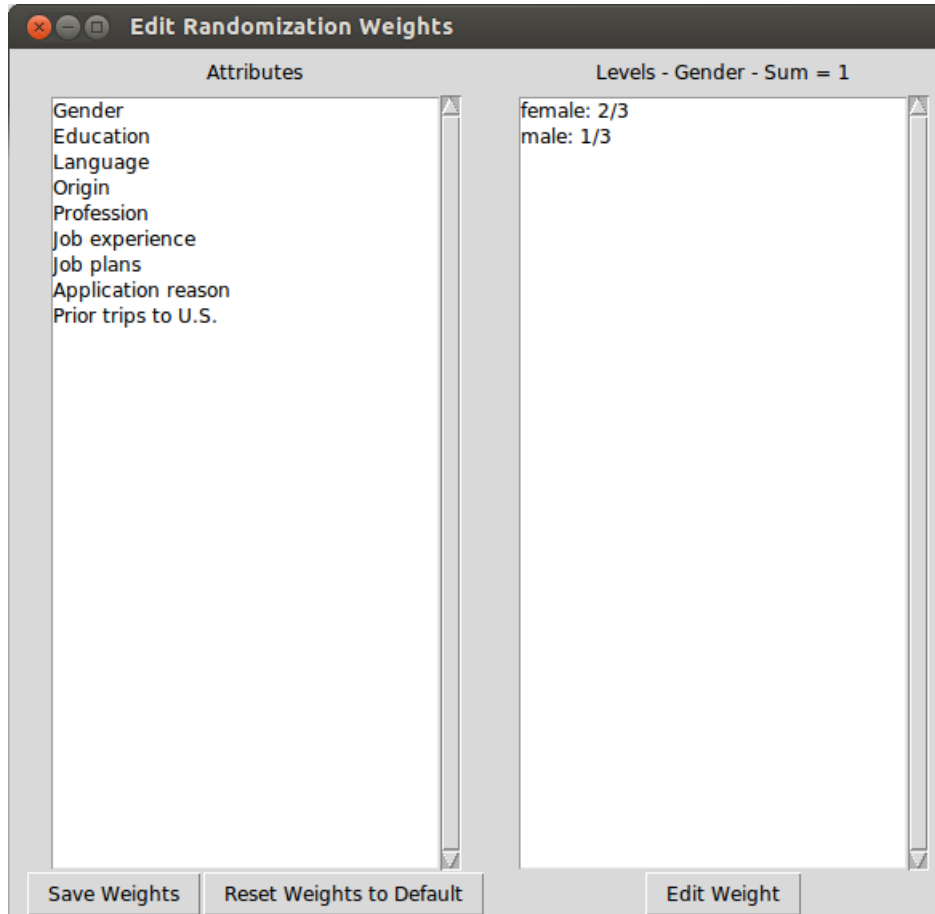 Edit Randomization Weights
Attributes
Gender
Education
Language
Origin
Profession
Job experience
Job plans
Application reason
Prior trips to U.S.
Levels - Gender - Sum = 1
female: 2/3
male: 1/3
Save Weights
Reset Weights to Default
Edit Weight